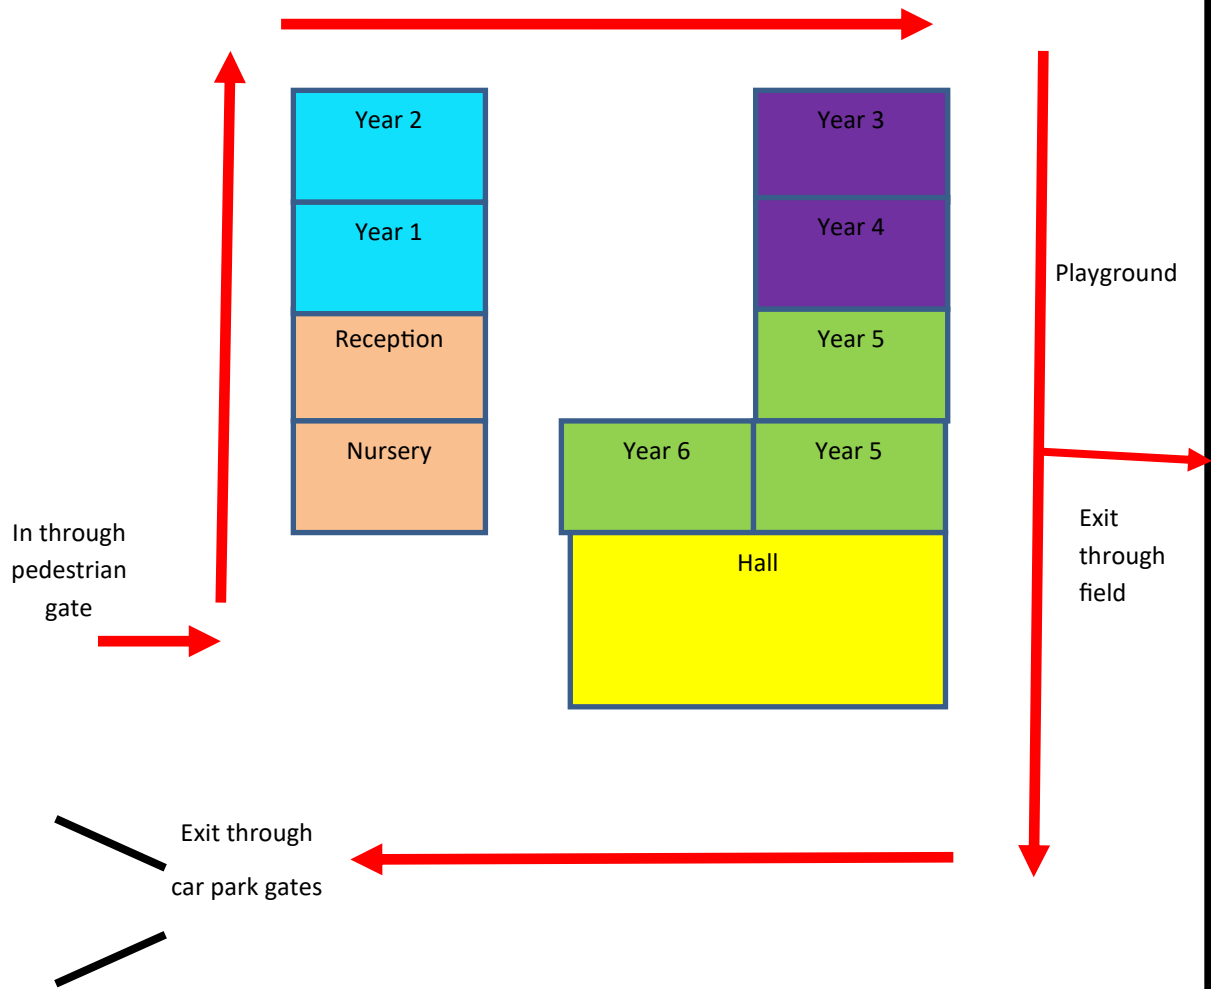 Year 2
Year 3
Year 1
Year 4
Playground
Reception
Year 5
Nursery
Year 6
Year 5
In through
pedestrian
gate
Exit
through
field
Hall
Exit through
car park gates